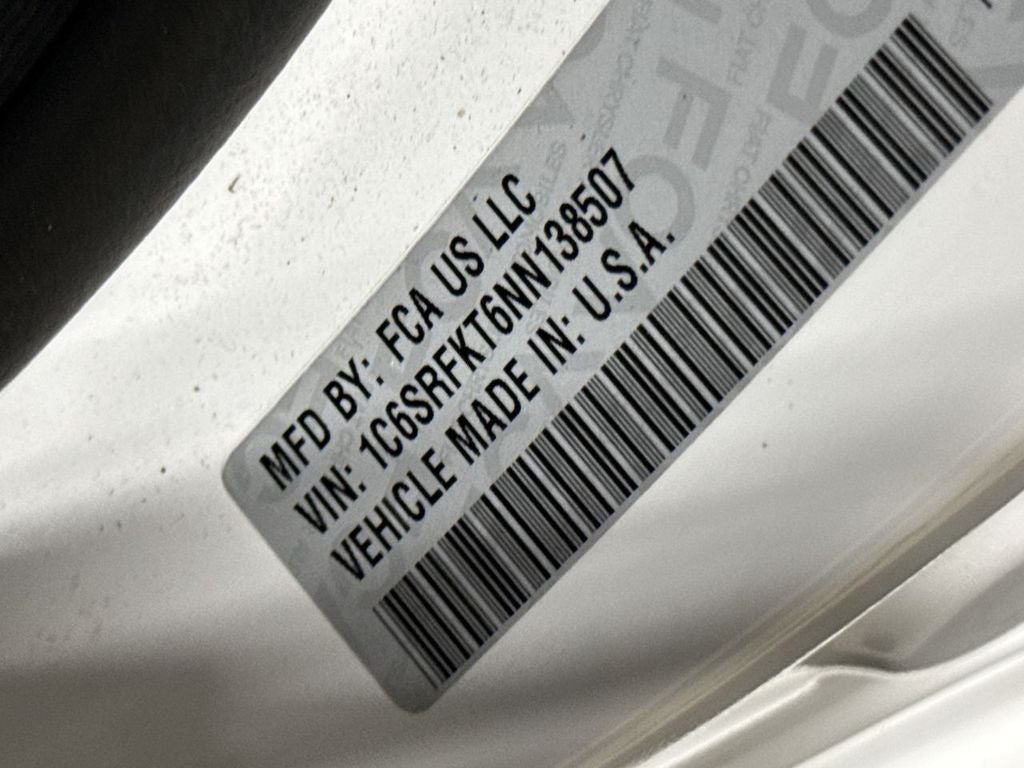 MFD BY: FCA US LLC
VIN: 1C6SRFKT6NN138507
VEHICLE MADE IN: U.S.A.